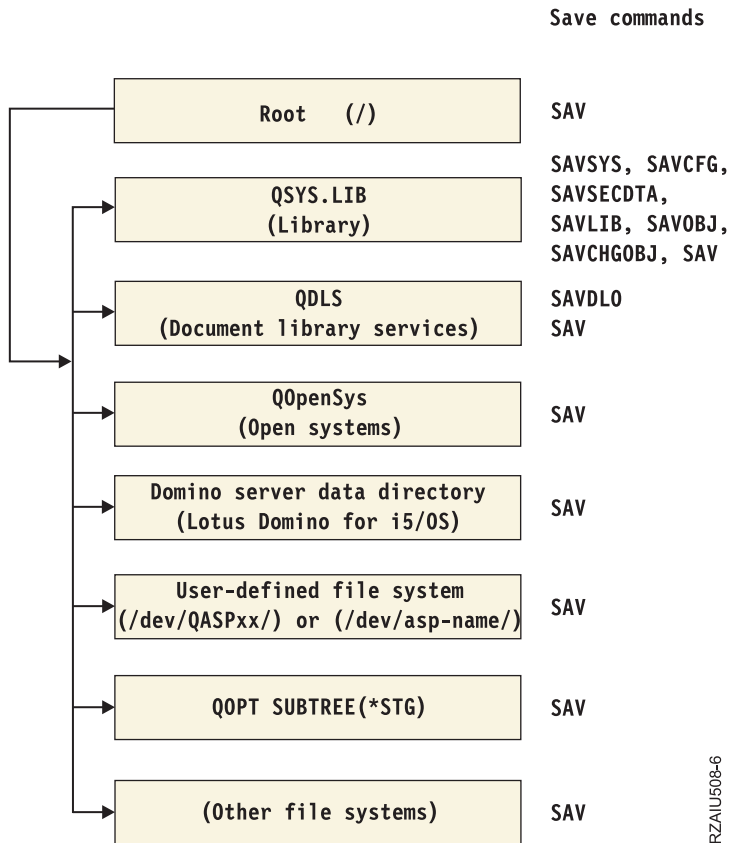 Save commands
Root (/)
SAV
QSYS.LIB
(Library)
SAVSYS, SAVCFG,
SAVSECDTA,
SAVLIB, SAVOBJ,
SAVCHGOBJ, SAV
QDLS
(Document library services)
SAVDLO
SAV
QOpenSys
(Open systems)
SAV
Domino server data directory
(Lotus Domino for i5/OS)
SAV
User-defined file system
(/dev/QASPxx/) or (/dev/asp-name/)
SAV
QOPT SUBTREE(*STG)
SAV
(Other file systems)
SAV
RZAIU508-6